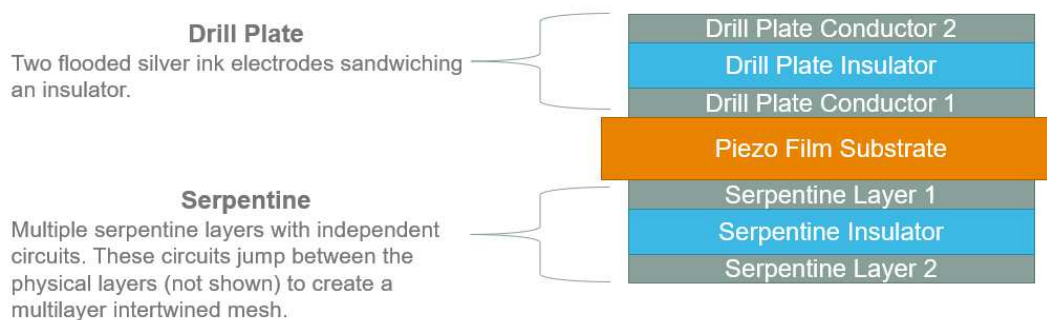 Drill Plate
Two flooded silver ink electrodes sandwiching
an insulator.
Serpentine
Multiple serpentine layers with independent
circuits. These circuits jump between the
physical layers (not shown) to create a
multilayer intertwined mesh.
Drill Plate Conductor 2
Drill Plate Insulator
Drill Plate Conductor 1
Piezo Film Substrate
Serpentine Layer 1
Serpentine Insulator
Serpentine Layer 2